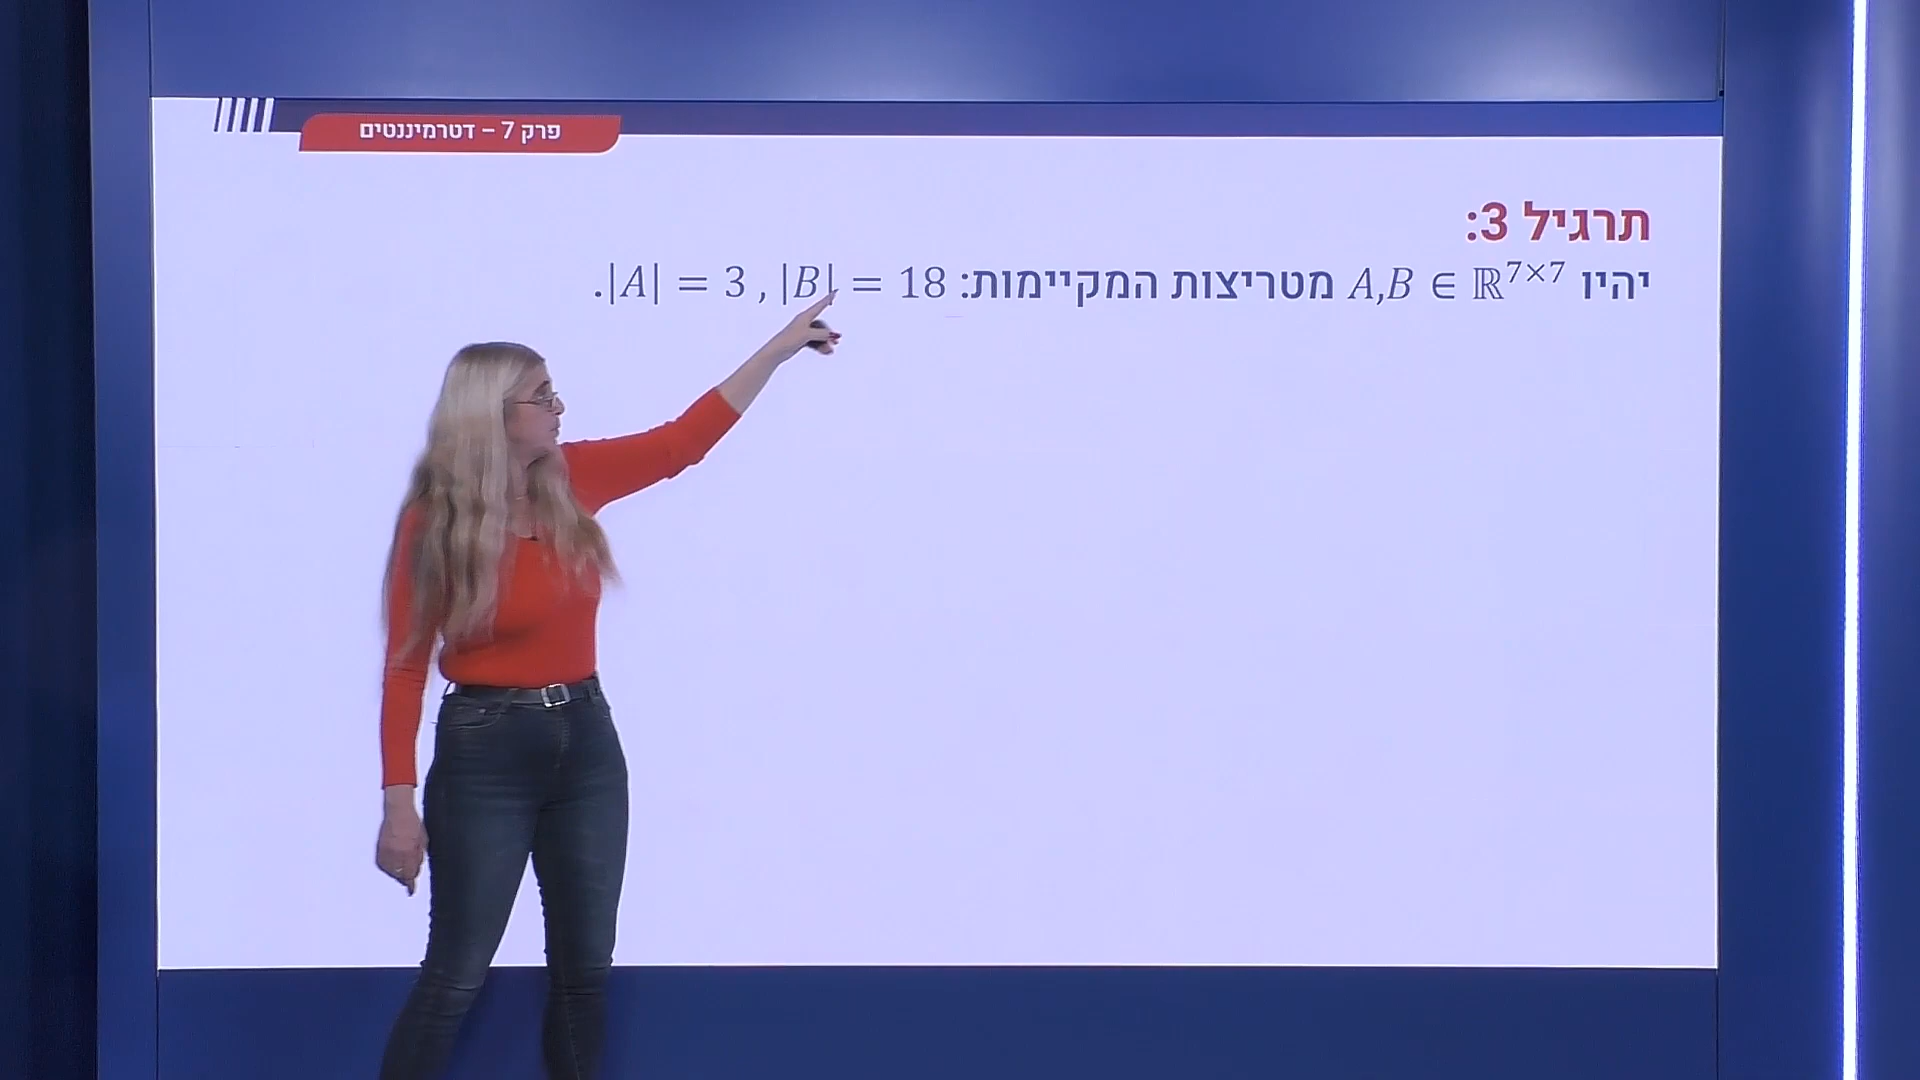 פרק 7 – דטרמיננטים
תרגיל 3:
יהיו A,B ∈ ℝ^{7×7} מטריצות המקיימות: |A| = 3 , |B| = 18.